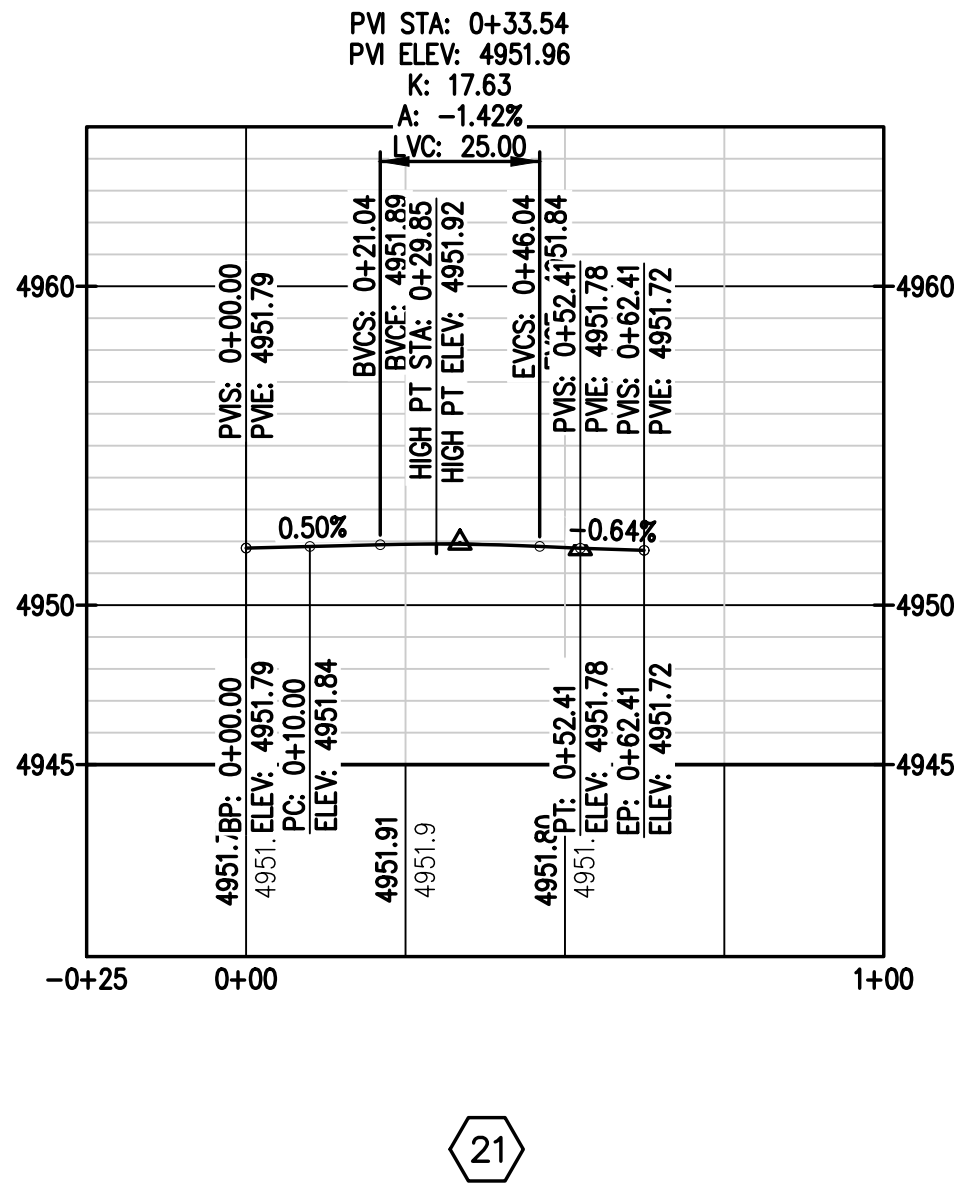 PVI STA: 0+33.54
PVI ELEV: 4951.96
K: 17.63
A: -1.42%
LVC: 25.00
4960
4960
PVIS: 0+00.00
PVIE: 4951.79
BVCS: 0+21.04
BVCE: 4951.89
HIGH PT STA: 0+29.85
HIGH PT ELEV: 4951.92
EVCS: 0+46.04
PVIS: 0+52.41
PVIE: 4951.78
PVIS: 0+62.41
PVIE: 4951.72
0.50%
-0.64%
4950
4950
BP: 0+00.00
ELEV: 4951.79
PC: 0+10.00
ELEV: 4951.84
PT: 0+52.41
ELEV: 4951.78
EP: 0+62.41
ELEV: 4951.72
4945
4945
4951.
4951.91
4951.9
4951.80
4951.
-0+25
0+00
1+00
21